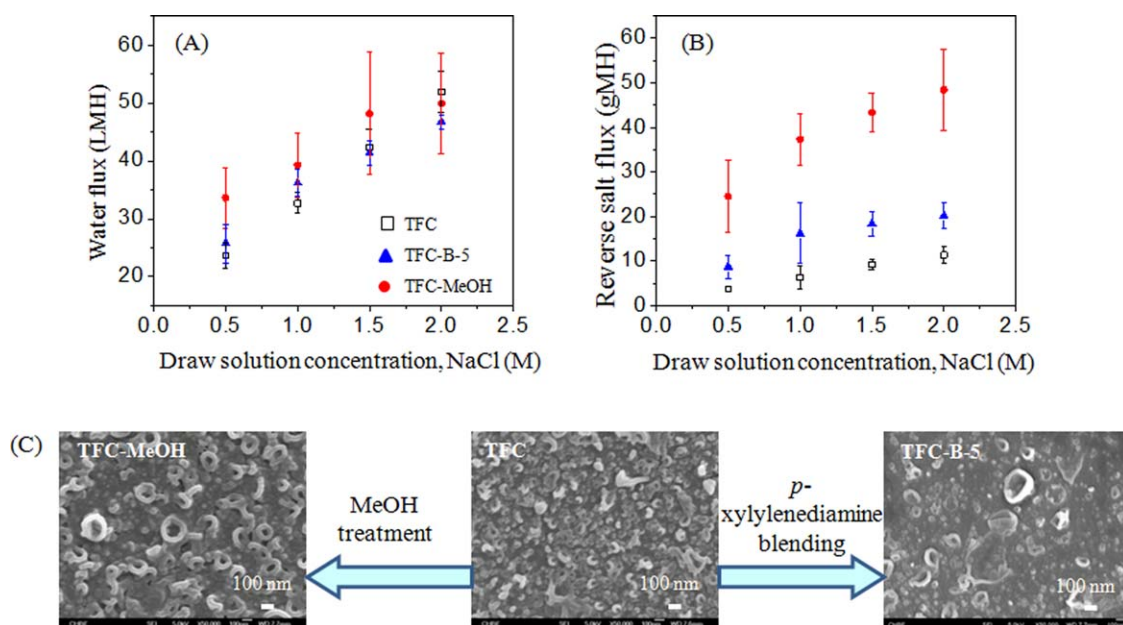 (A)
Water flux (LMH)
60
50
40
30
20
TFC
TFC-B-5
TFC-MeOH
0.0 0.5 1.0 1.5 2.0 2.5
Draw solution concentration, NaCl (M)
(B)
Reverse salt flux (gMH)
60
50
40
30
20
10
0
0.0 0.5 1.0 1.5 2.0 2.5
Draw solution concentration, NaCl (M)
(C)
TFC-MeOH
100 nm
MeOH
treatment
TFC
100 nm
p-
xylylenediamine
blending
TFC-B-5
100 nm